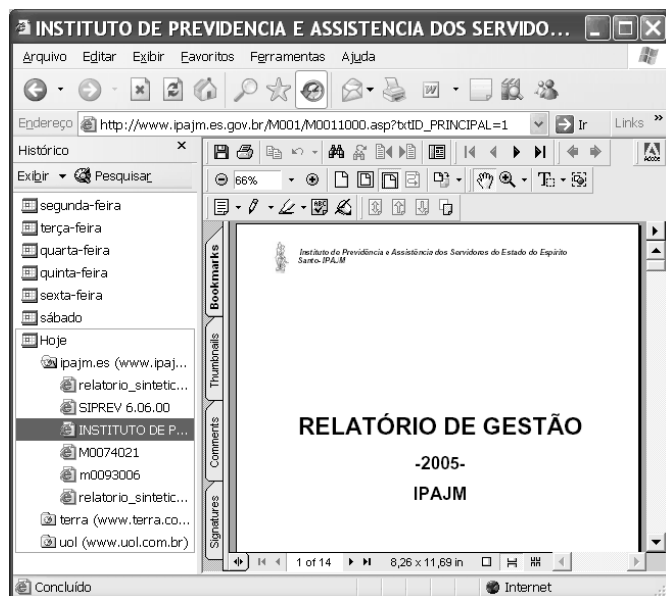 INSTITUTO DE PREVIDENCIA E ASSISTENCIA DOS SERVIDO...
Arquivo Editar Exibir Favoritos Ferramentas Ajuda
Endereço http://www.ipajm.es.gov.br/M001/M0011000.asp?txtID_PRINCIPAL=1 Ir Links »
Histórico x
Exibir Pesquisar
Adobe
66%
segunda-feira
terça-feira
quarta-feira
quinta-feira
sexta-feira
sábado
Hoje
ipajm.es (www.ipaj...
relatorio_sintetic...
SIPREV 6.06.00
INSTITUTO DE P...
M0074021
m0093006
relatorio_sintetic...
terra (www.terra.co...
uol (www.uol.com.br)
Bookmarks
Thumbnails
Comments
Signatures
Instituto de Previdência e Assistência dos Servidores do Estado do Espírito
Santo- IPAJM
RELATÓRIO DE GESTÃO
-2005-
IPAJM
1 of 14 8,26 x 11,69 in
Concluído Internet